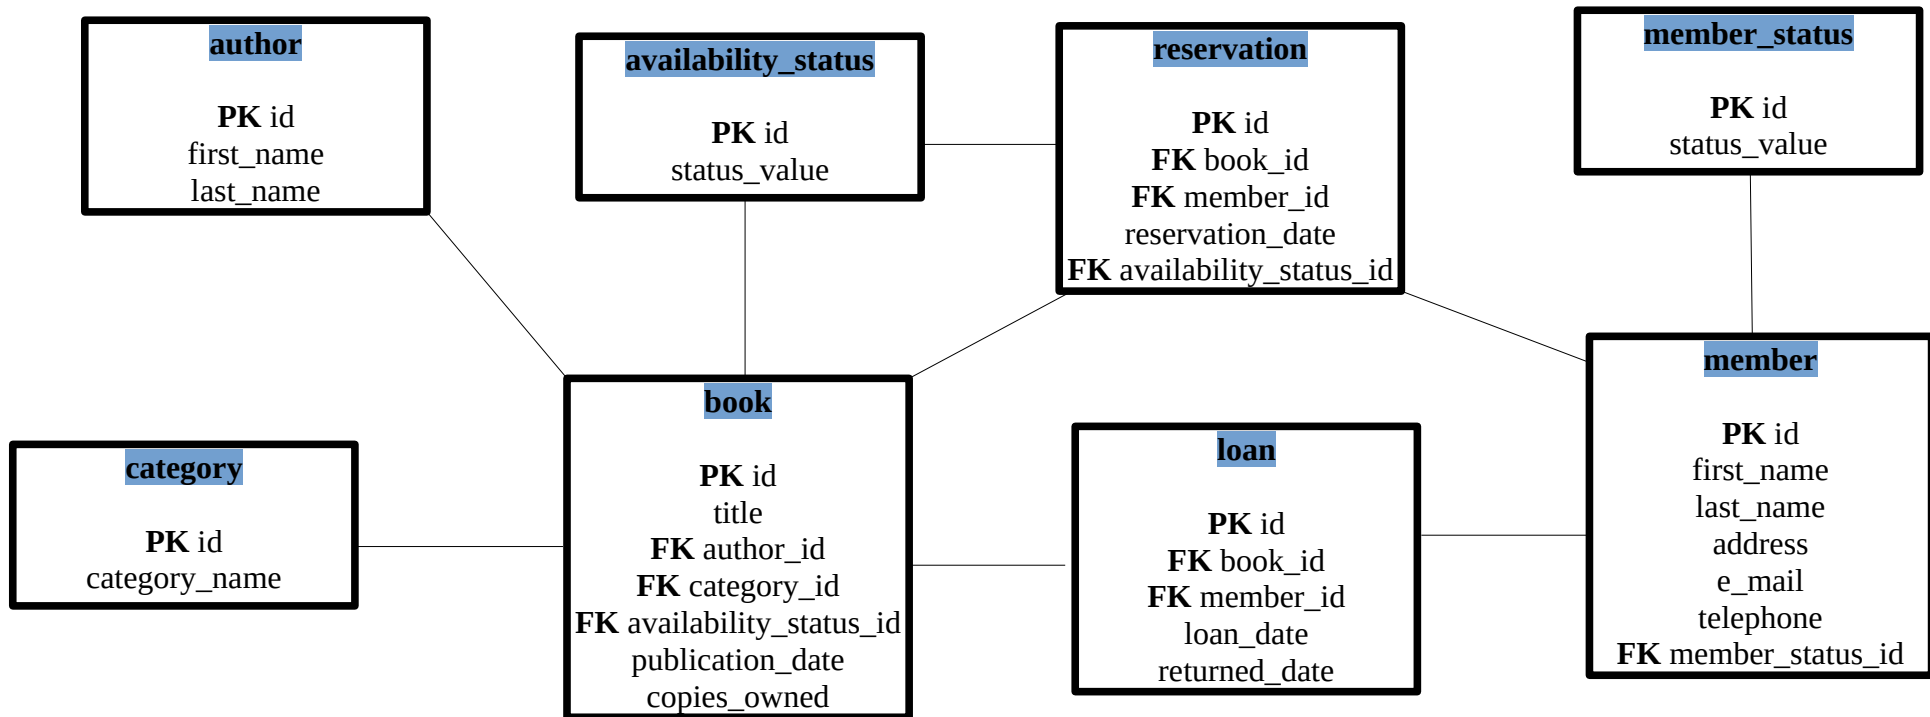 author
PK id
first_name
last_name
availability_status
PK id
status_value
reservation
PK id
FK book_id
FK member_id
reservation_date
FK availability_status_id
member_status
PK id
status_value
category
PK id
category_name
book
PK id
title
FK author_id
FK category_id
FK availability_status_id
publication_date
copies_owned
loan
PK id
FK book_id
FK member_id
loan_date
returned_date
member
PK id
first_name
last_name
address
e_mail
telephone
FK member_status_id